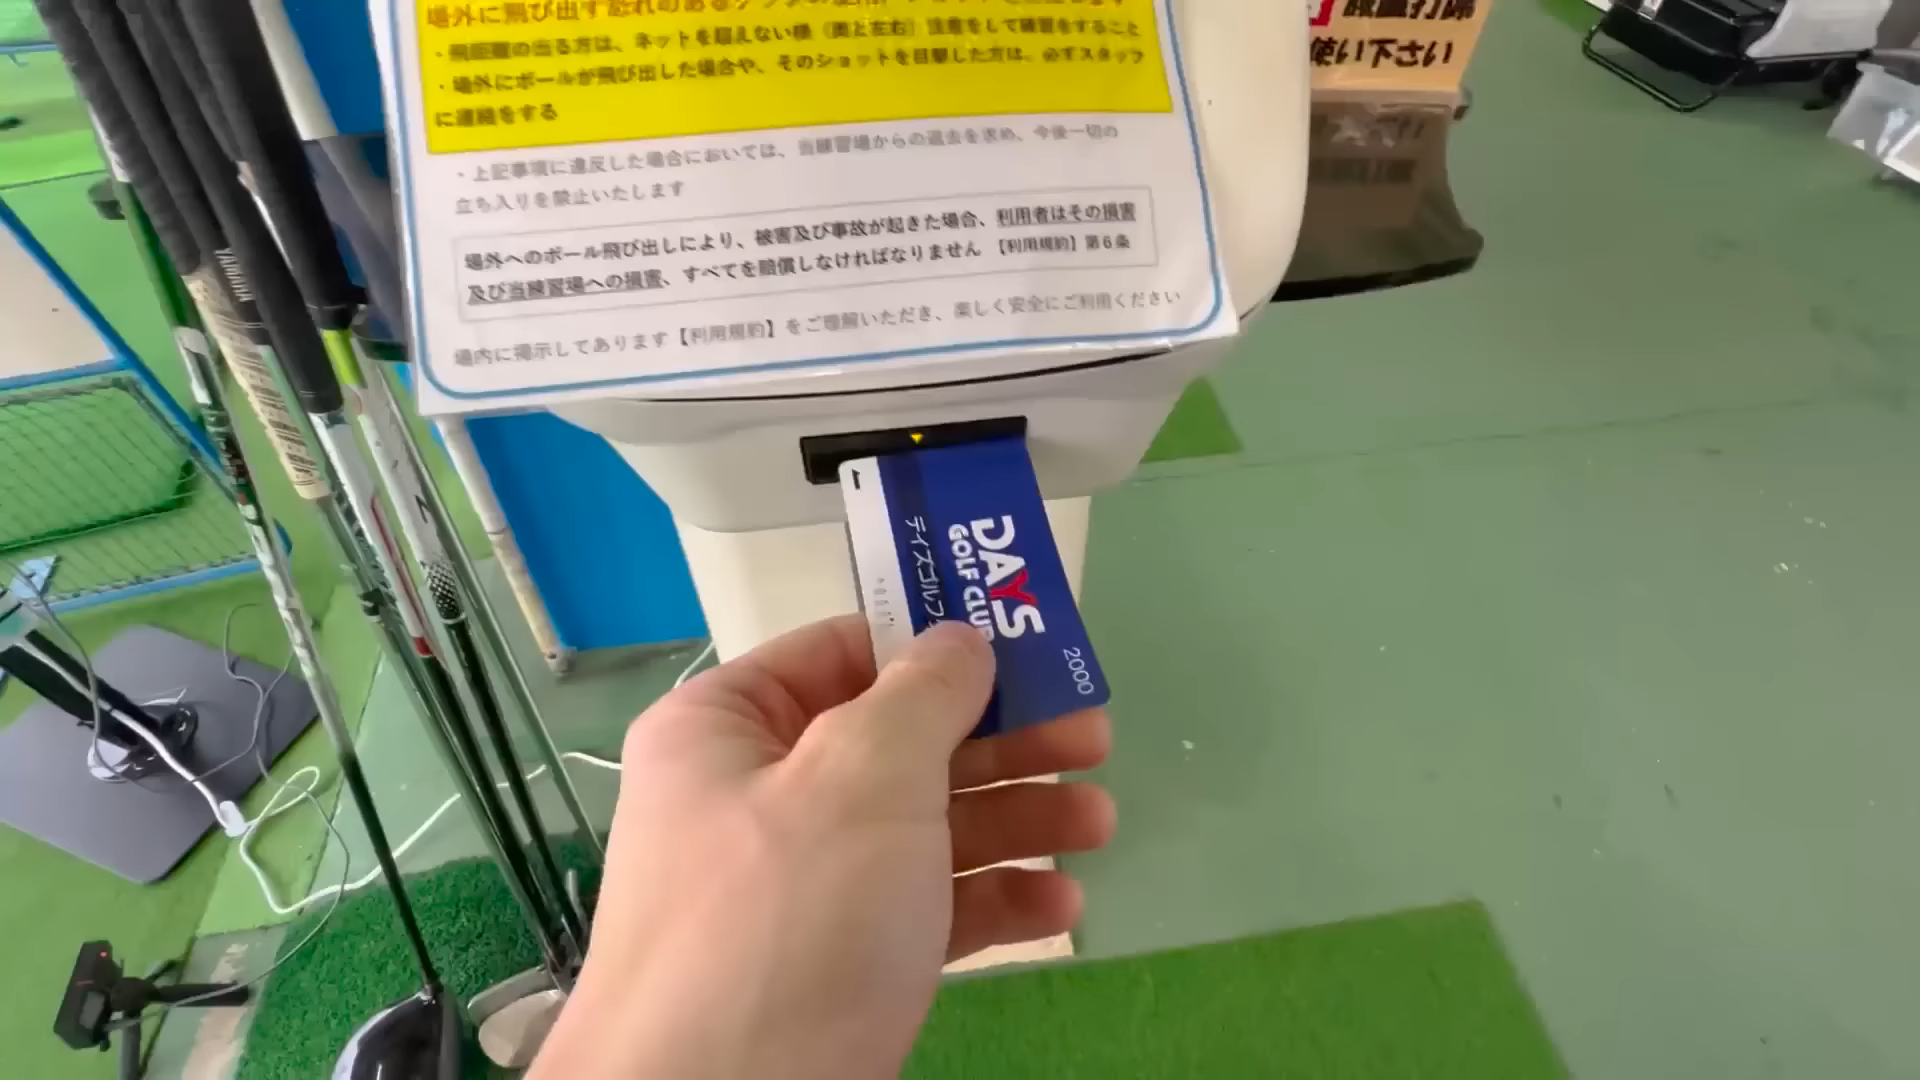 場外に飛び出す恐れのある
・飛距離の出る方は、ネットを超えない様（奥と左右）注意をして練習をすること
・場外にボールが飛び出した場合や、そのショットを目撃した方は、必ずスタッフ
に連絡をする
・上記事項に違反した場合においては、当練習場からの退去を求め、今後一切の
立ち入りを禁止いたします
場外へのボール飛び出しにより、被害及び事故が起きた場合、利用者はその損害
及び当練習場への損害、すべてを賠償しなければなりません 【利用規約】第6条
場内に掲示してあります【利用規約】をご理解いただき、楽しく安全にご利用ください
打席
使い下さい
YAMAHA
DAYS
GOLF CLUB
デイズゴルフ
2000